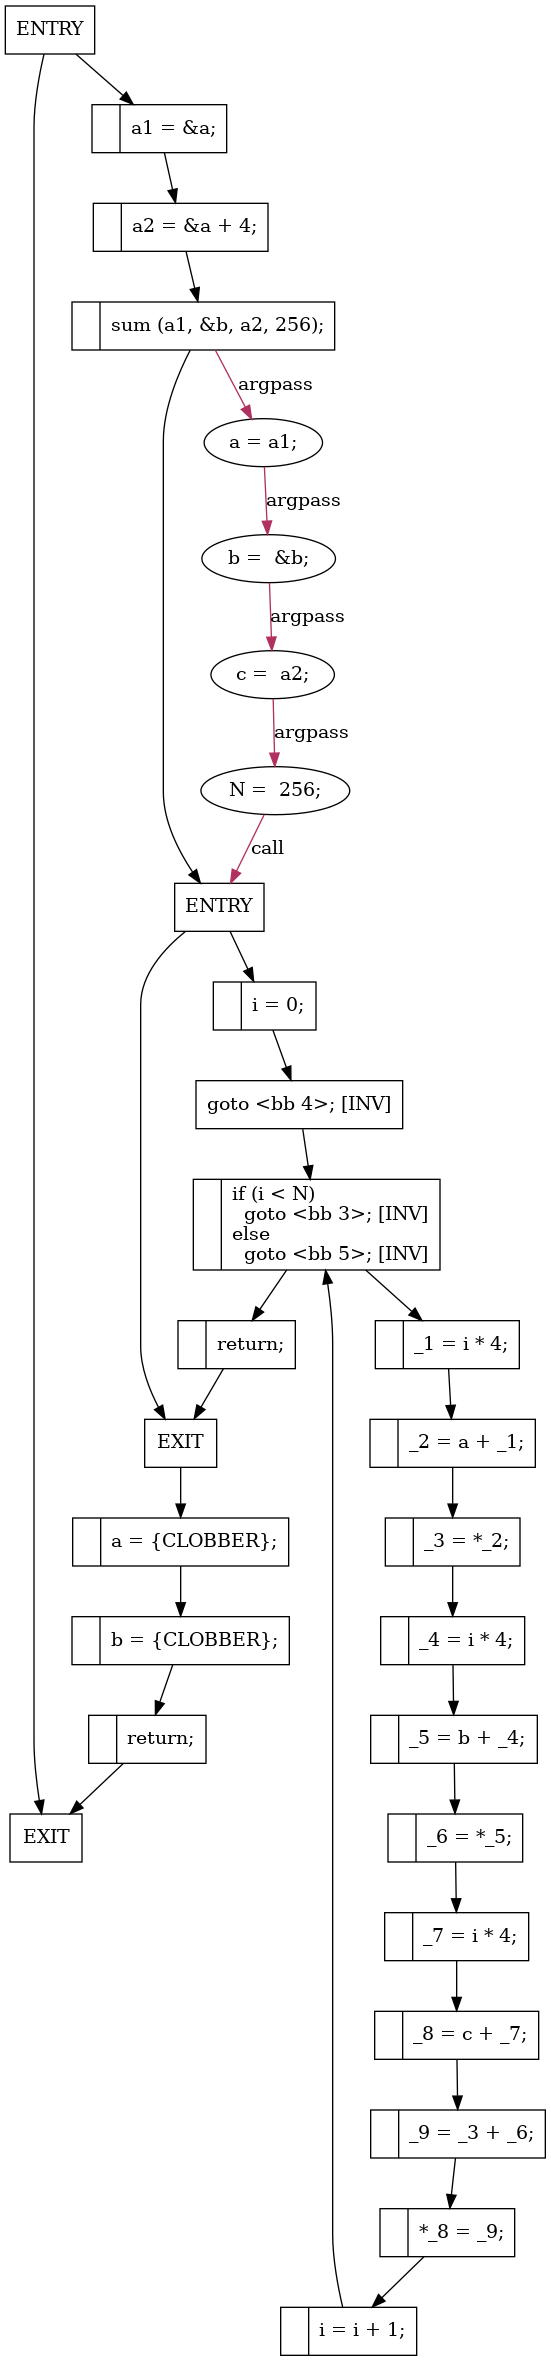 ENTRY
a1 = &a;
a2 = &a + 4;
sum (a1, &b, a2, 256);
argpass
a = a1;
argpass
b =  &b;
argpass
c =  a2;
argpass
N =  256;
call
ENTRY
i = 0;
goto <bb 4>; [INV]
if (i < N)
  goto <bb 3>; [INV]
else
  goto <bb 5>; [INV]
return;
_1 = i * 4;
EXIT
_2 = a + _1;
a = {CLOBBER};
_3 = *_2;
b = {CLOBBER};
_4 = i * 4;
return;
_5 = b + _4;
EXIT
_6 = *_5;
_7 = i * 4;
_8 = c + _7;
_9 = _3 + _6;
*_8 = _9;
i = i + 1;